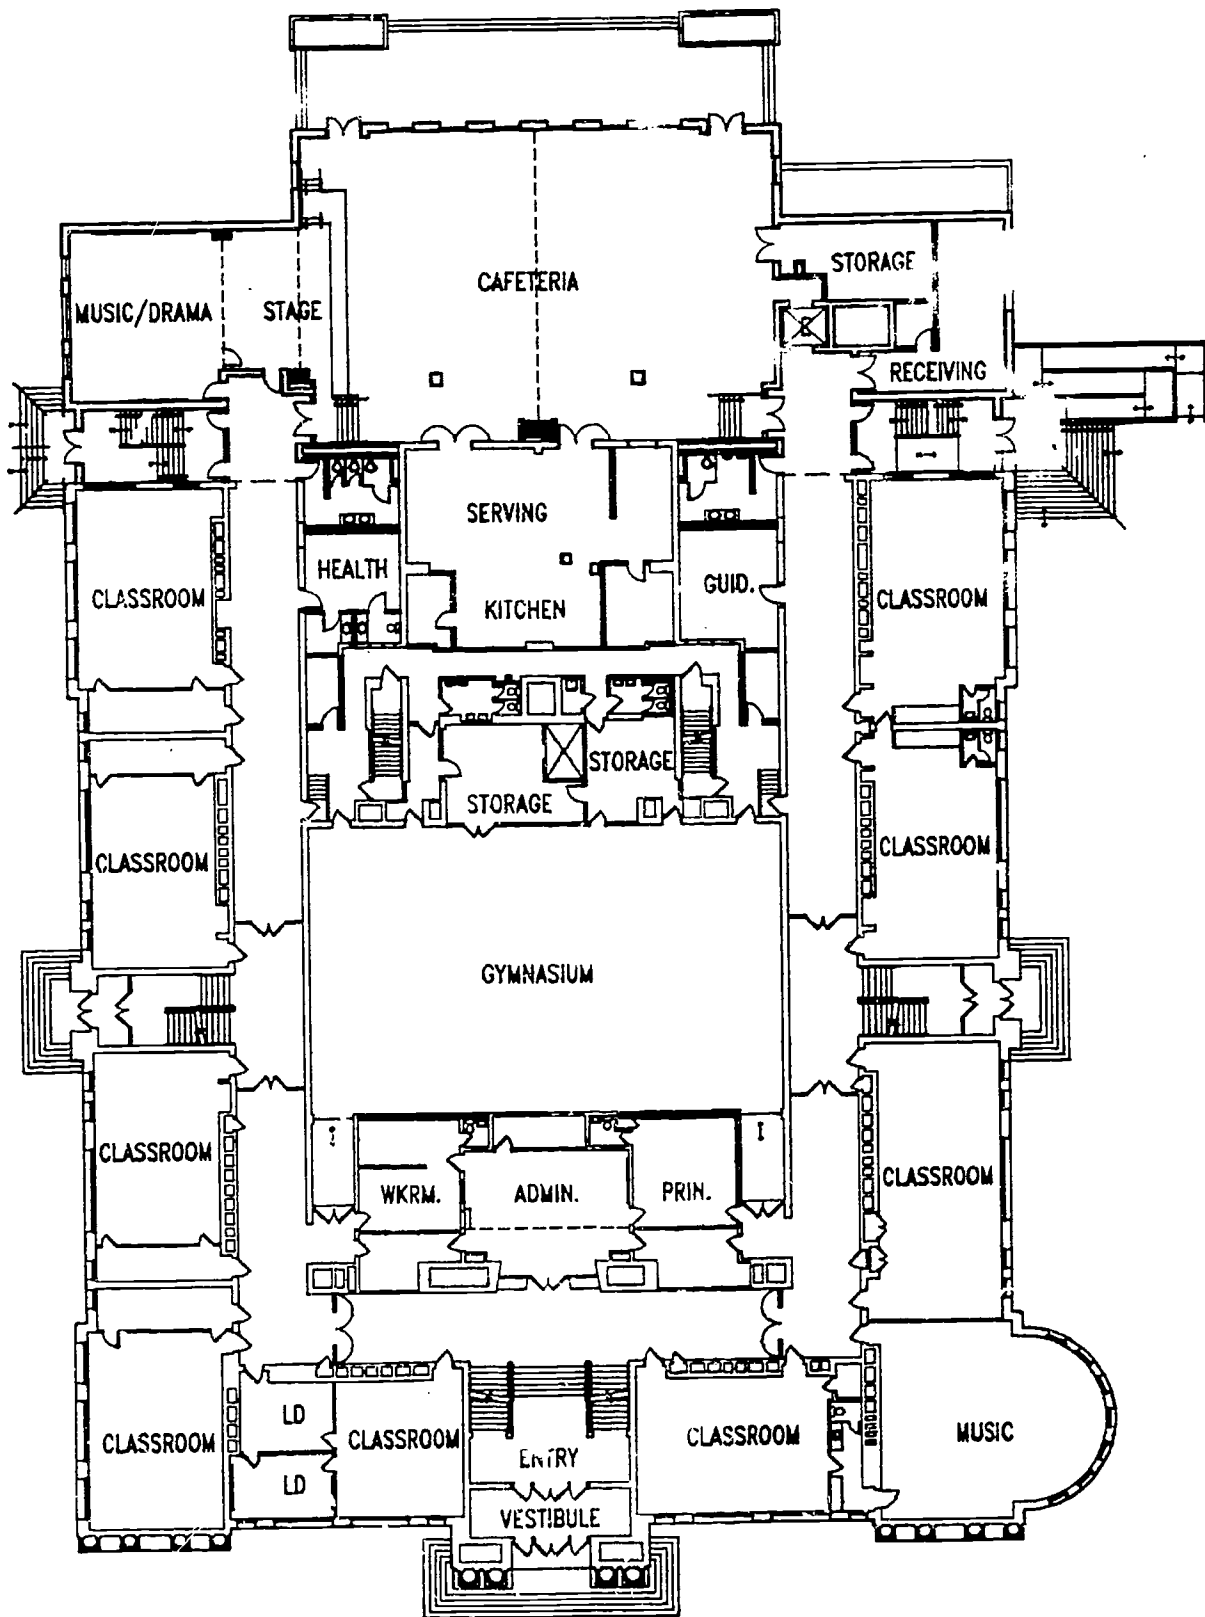 CAFETERIA
STORAGE
MUSIC/DRAMA
STAGE
RECEIVING
SERVING
HEALTH
GUID.
CLASSROOM
KITCHEN
CLASSROOM
STORAGE
STORAGE
CLASSROOM
CLASSROOM
GYMNASIUM
CLASSROOM
CLASSROOM
WKRM.
ADMIN.
PRIN.
LD
CLASSROOM
CLASSROOM
CLASSROOM
MUSIC
ENTRY
LD
VESTIBULE